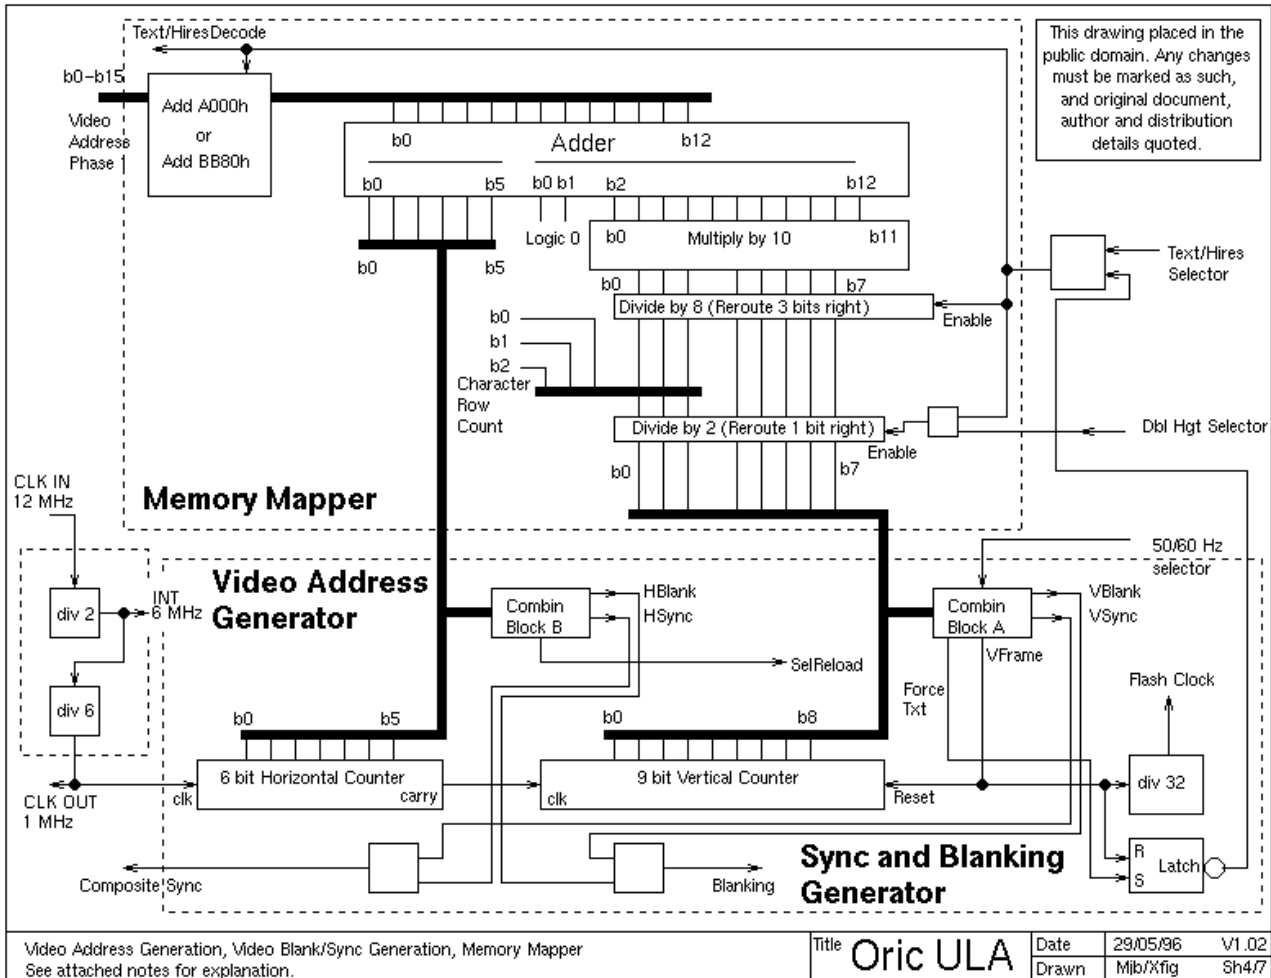 Text/Hires Decode
This drawing placed in the
public domain. Any changes
must be marked as such,
and original document,
author and distribution
details quoted.
b0-b15
Video
Address
Phase 1
Add A000h
or
Add BB80h
b0
Adder
b12
b0
b5
b0 b1
b2
b12
Logic 0
b0
Multiply by 10
b11
b0
b5
b0
b7
Text/Hires
Selector
Divide by 8 (Reroute 3 bits right)
Enable
b0
b1
b2
Character
Row
Count
Divide by 2 (Reroute 1 bit right)
Enable
Dbl Hgt Selector
b0
b7
Memory Mapper
CLK IN
12 MHz
div 2
INT
6 MHz
div 6
CLK OUT
1 MHz
Video Address
Generator
Combin
Block B
HBlank
HSync
SelReload
50/60 Hz
selector
Combin
Block A
VBlank
VSync
VFrame
Force
Txt
Flash Clock
b0
b5
b0
b8
6 bit Horizontal Counter
clk
carry
9 bit Vertical Counter
clk
Reset
div 32
R
S
Latch
Composite Sync
Blanking
Sync and Blanking
Generator
Video Address Generation, Video Blank/Sync Generation, Memory Mapper
See attached notes for explanation.
Title Oric ULA
Date 29/05/96 V1.02
Drawn Mib/Xfig Sh4/7